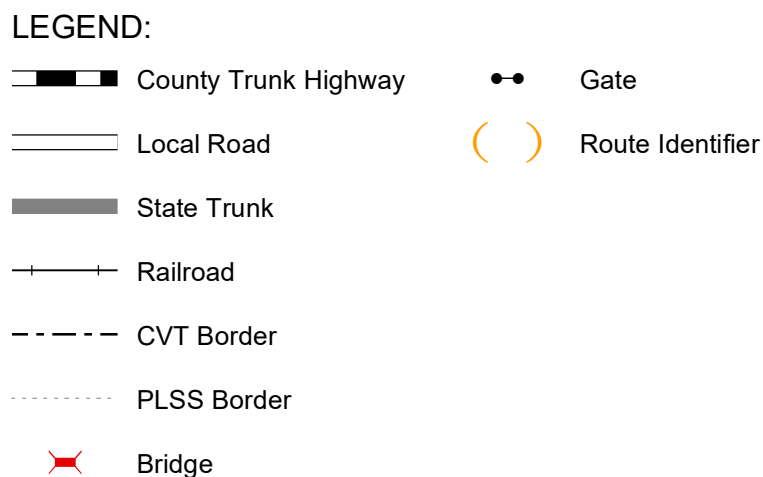 LEGEND:
County Trunk Highway
Local Road
State Trunk
Railroad
CVT Border
PLSS Border
Bridge
Gate
Route Identifier